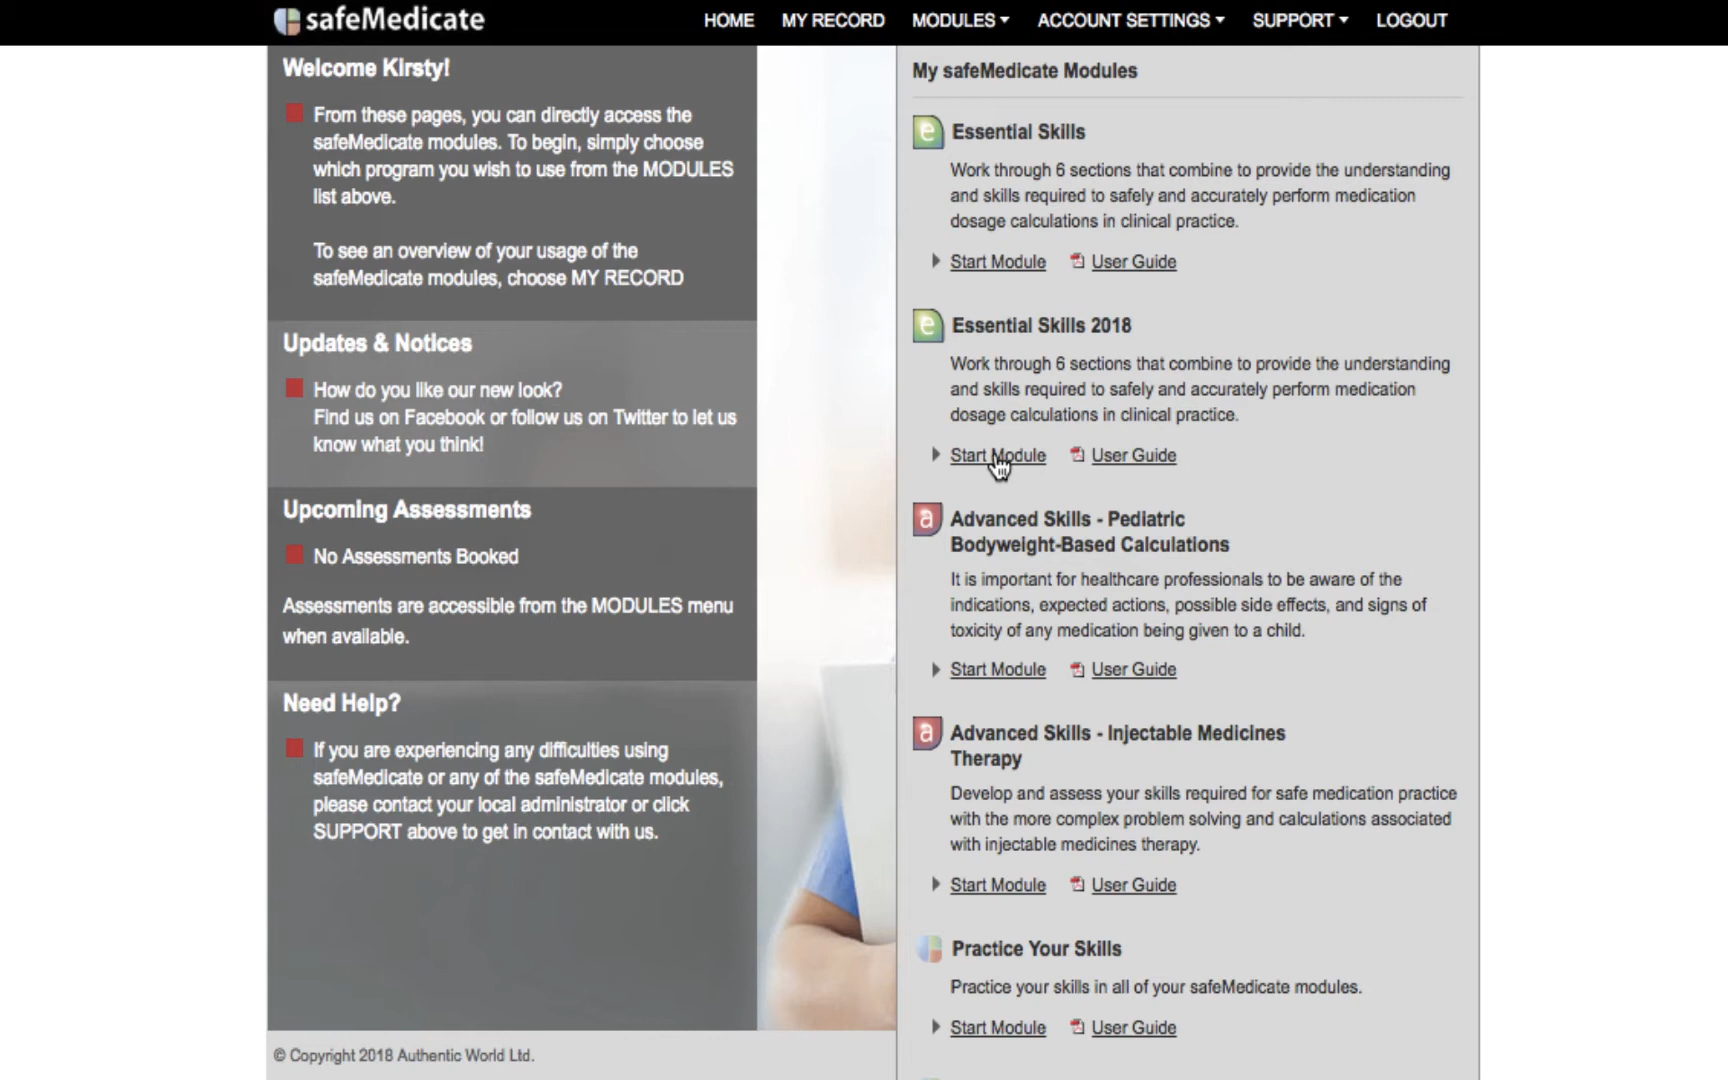 safeMedicate
HOME MY RECORD MODULES ACCOUNT SETTINGS SUPPORT LOGOUT
Welcome Kirsty!
From these pages, you can directly access the
safeMedicate modules. To begin, simply choose
which program you wish to use from the MODULES
list above.
To see an overview of your usage of the
safeMedicate modules, choose MY RECORD
Updates & Notices
How do you like our new look?
Find us on Facebook or follow us on Twitter to let us
know what you think!
Upcoming Assessments
No Assessments Booked
Assessments are accessible from the MODULES menu
when available.
Need Help?
If you are experiencing any difficulties using
safeMedicate or any of the safeMedicate modules,
please contact your local administrator or click
SUPPORT above to get in contact with us.
© Copyright 2018 Authentic World Ltd.
My safeMedicate Modules
e Essential Skills
Work through 6 sections that combine to provide the understanding
and skills required to safely and accurately perform medication
dosage calculations in clinical practice.
Start Module User Guide
e Essential Skills 2018
Work through 6 sections that combine to provide the understanding
and skills required to safely and accurately perform medication
dosage calculations in clinical practice.
Start Module User Guide
a Advanced Skills - Pediatric
Bodyweight-Based Calculations
It is important for healthcare professionals to be aware of the
indications, expected actions, possible side effects, and signs of
toxicity of any medication being given to a child.
Start Module User Guide
a Advanced Skills - Injectable Medicines
Therapy
Develop and assess your skills required for safe medication practice
with the more complex problem solving and calculations associated
with injectable medicines therapy.
Start Module User Guide
Practice Your Skills
Practice your skills in all of your safeMedicate modules.
Start Module User Guide